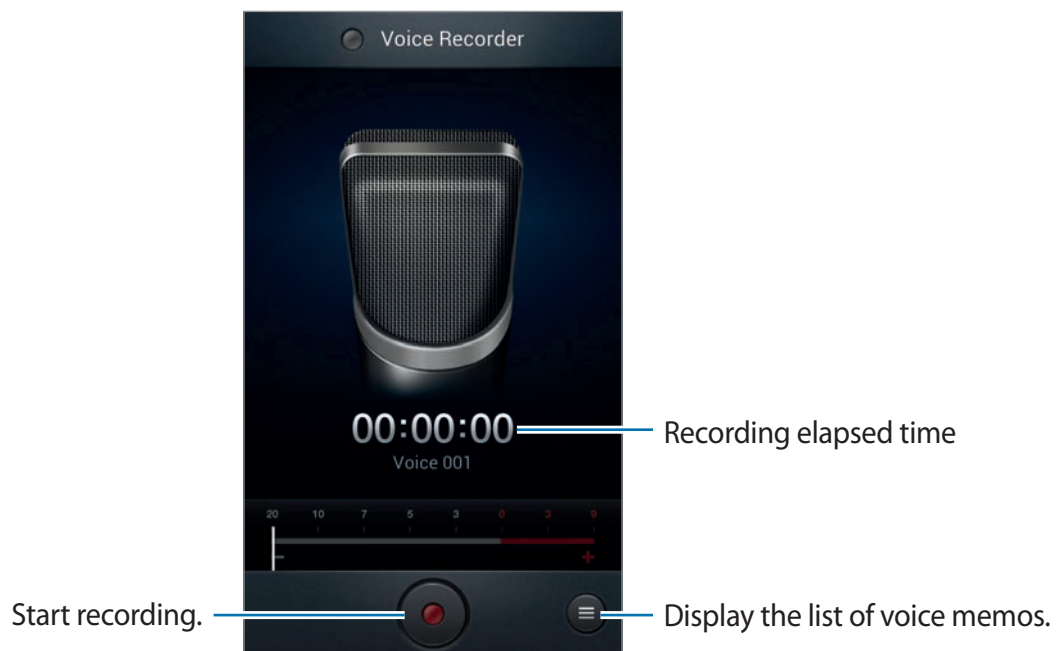 Voice Recorder
00:00:00
Recording elapsed time
Voice 001
20 10 7 5 3 0 3 9
- +
Start recording.
Display the list of voice memos.